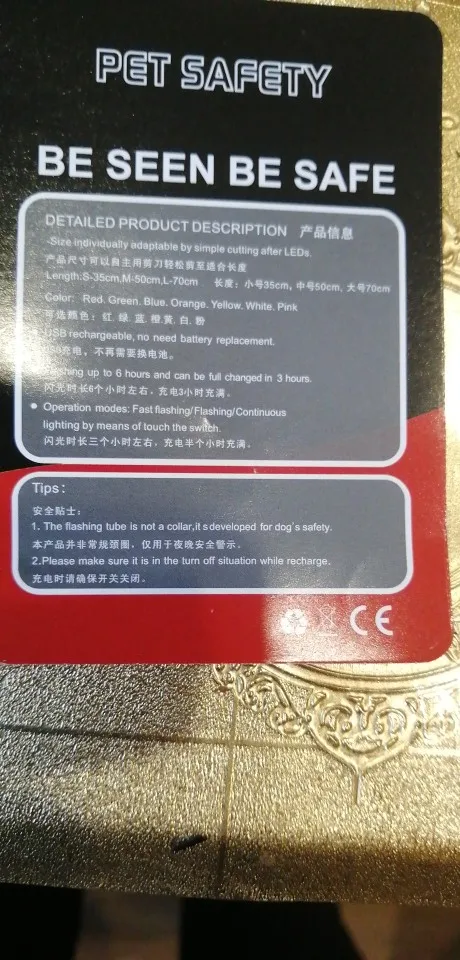 PET SAFETY
BE SEEN BE SAFE
DETAILED PRODUCT DESCRIPTION 产品信息
-Size individually adaptable by simple cutting after LEDs.
产品尺寸可以自主用剪刀轻松剪至适合长度
Length:S-35cm,M-50cm,L-70cm 长度：小号35cm, 中号50cm, 大号70cm
Color: Red. Green. Blue. Orange. Yellow. White. Pink
可选颜色：红. 绿. 蓝. 橙.黄. 白. 粉
USB rechargeable, no need battery replacement.
充电，不再需要换电池。
up to 6 hours and can be full changed in 3 hours.
闪光时长6个小时左右，充电3小时充满。
● Operation modes: Fast flashing/Flashing/Continuous
lighting by means of touch the switch.
闪光时长三个小时左右，充电半个小时充满。
Tips：
安全贴士：
1. The flashing tube is not a collar,it s developed for dog's safety.
本产品并非常规颈圈，仅用于夜晚安全警示。
2.Please make sure it is in the turn off situation while recharge.
充电时请确保开关关闭。
CE